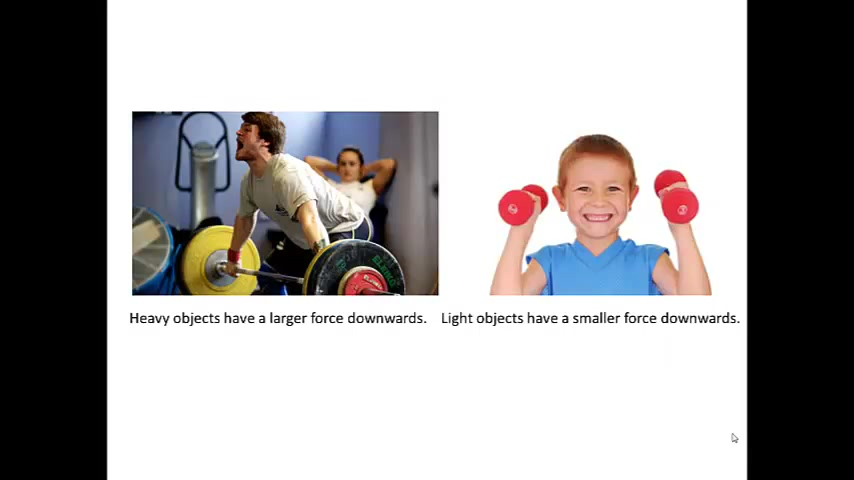 Heavy objects have a larger force downwards.
Light objects have a smaller force downwards.